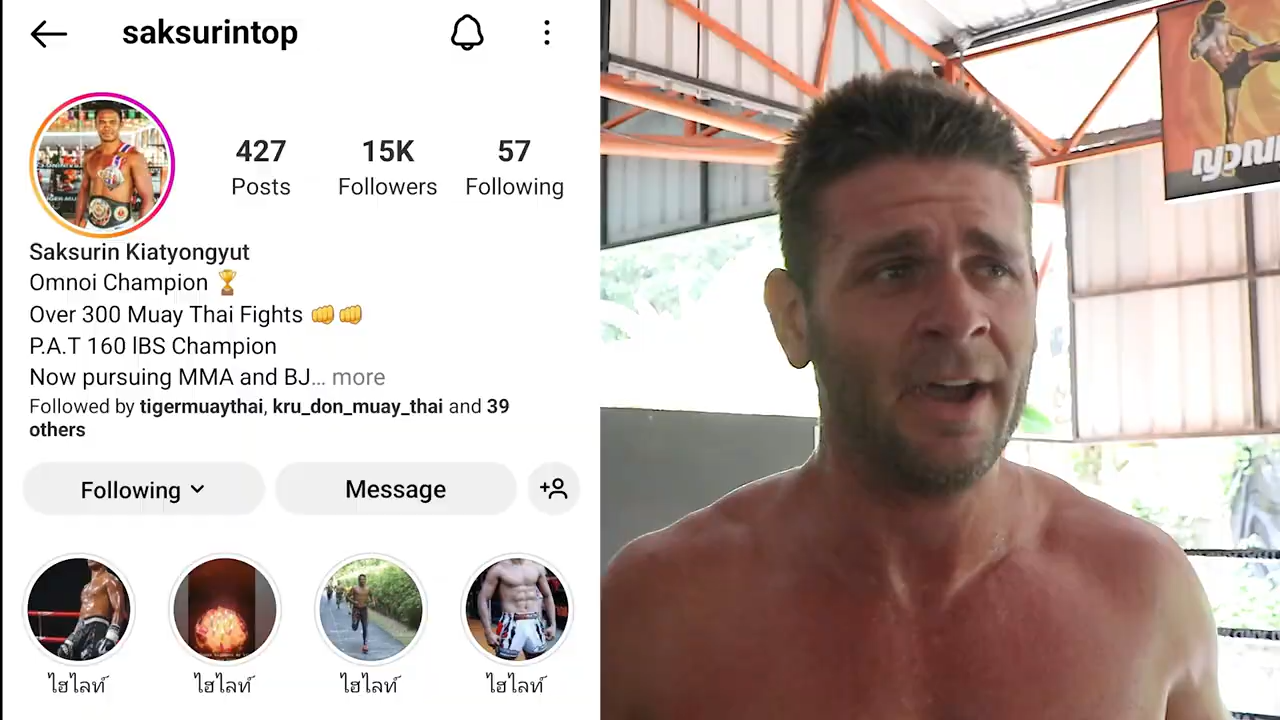 saksurintop
427
Posts
15K
Followers
57
Following
Saksurin Kiatyongyut
Omnoi Champion 🏆
Over 300 Muay Thai Fights 👊👊
P.A.T 160 lBS Champion
Now pursuing MMA and BJ... more
Followed by tigermuaythai, kru_don_muay_thai and 39
others
Following
Message
ไฮไลท์
ไฮไลท์
ไฮไลท์
ไฮไลท์